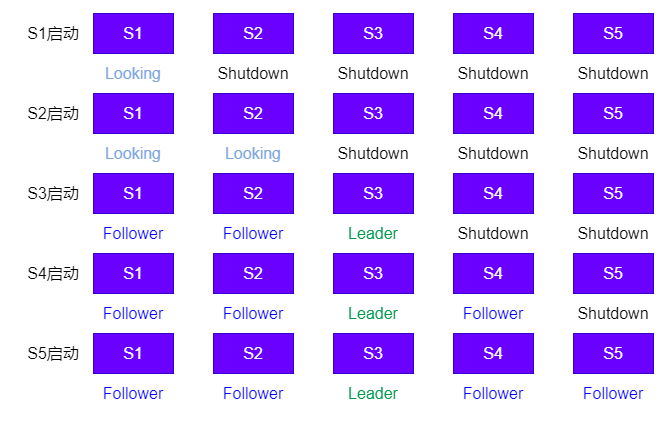 S1启动 S1 S2 S3 S4 S5
Looking Shutdown Shutdown Shutdown Shutdown
S2启动 S1 S2 S3 S4 S5
Looking Looking Shutdown Shutdown Shutdown
S3启动 S1 S2 S3 S4 S5
Follower Follower Leader Shutdown Shutdown
S4启动 S1 S2 S3 S4 S5
Follower Follower Leader Follower Shutdown
S5启动 S1 S2 S3 S4 S5
Follower Follower Leader Follower Follower